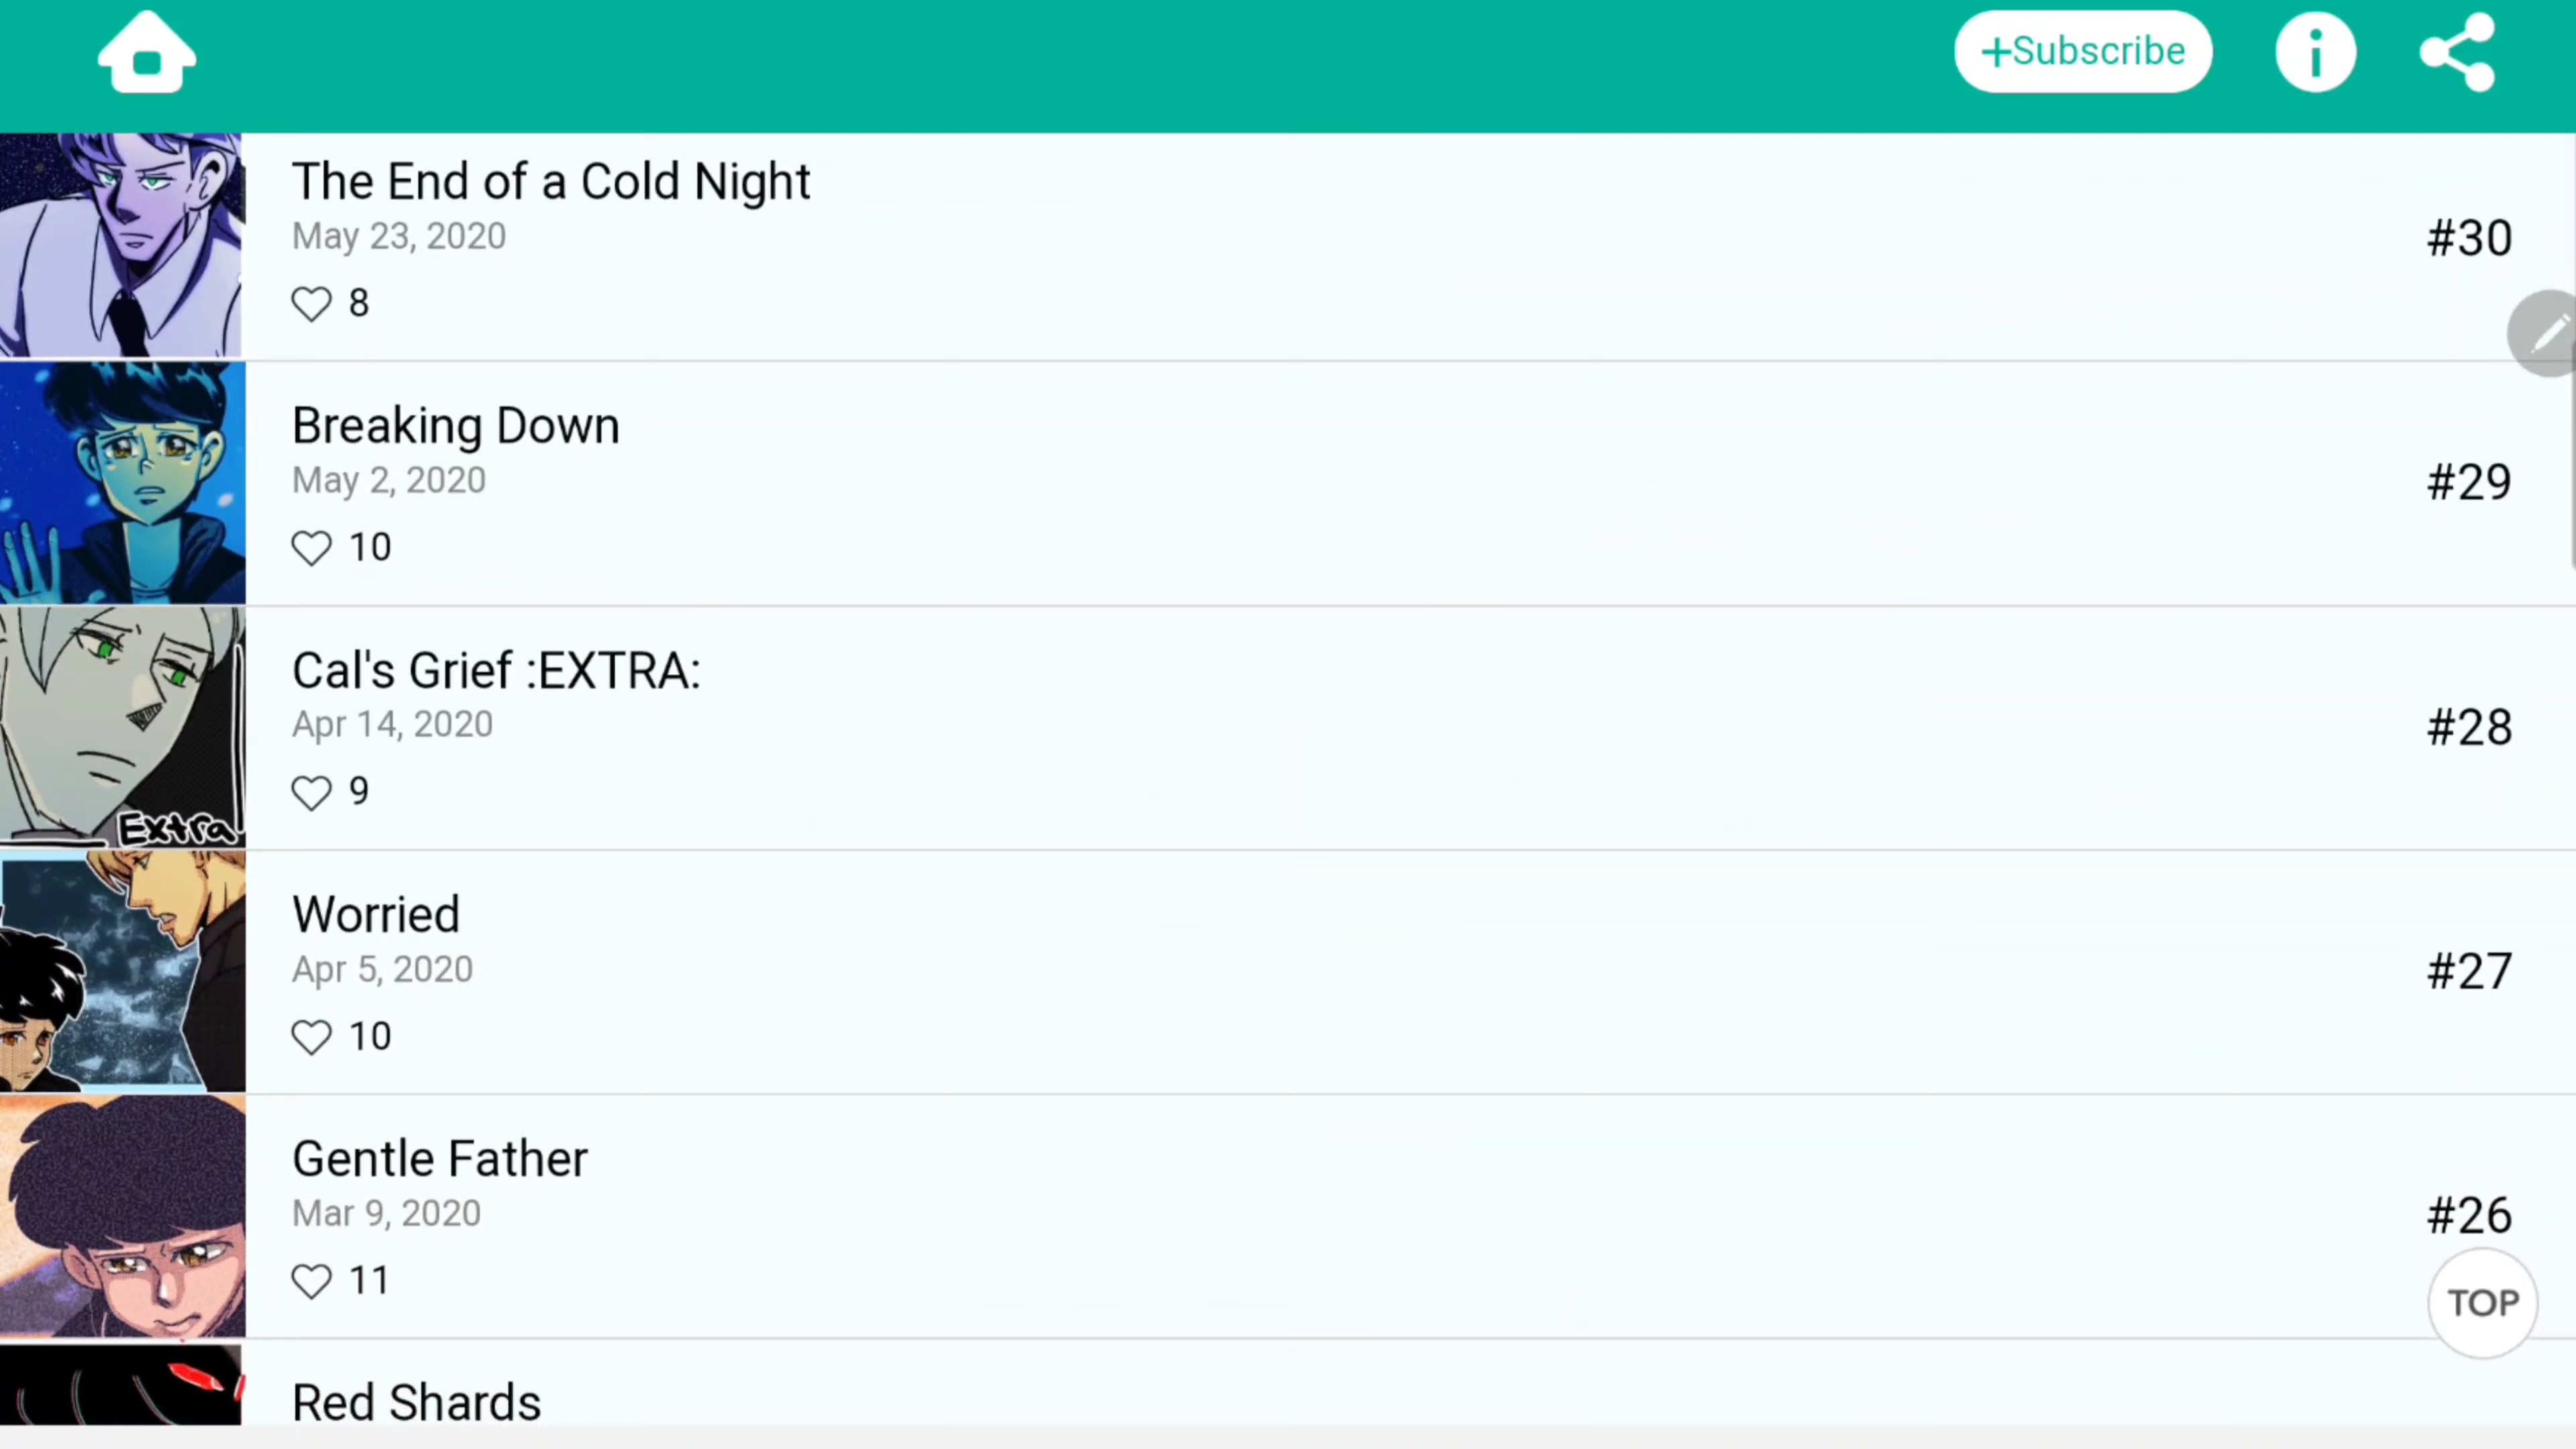 +Subscribe
The End of a Cold Night
May 23, 2020
8
#30
Breaking Down
May 2, 2020
10
#29
Cal's Grief :EXTRA:
Apr 14, 2020
9
#28
Extra
Worried
Apr 5, 2020
10
#27
Gentle Father
Mar 9, 2020
11
#26
TOP
Red Shards